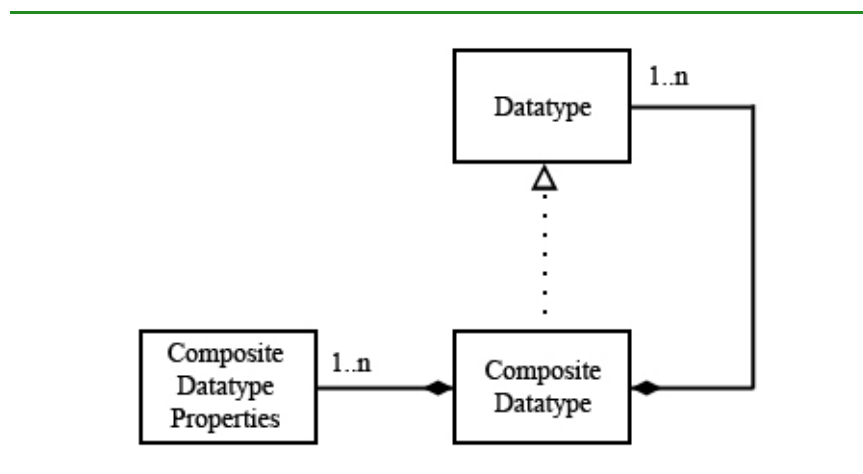 1..n
Datatype
Composite
Datatype
Properties
1..n
Composite
Datatype